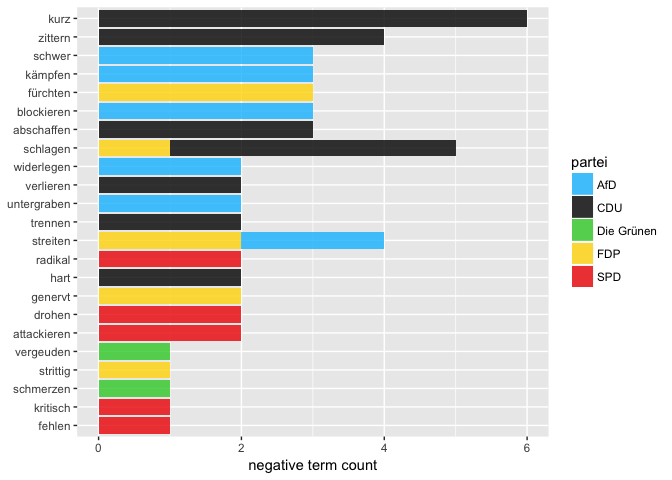 kurz
zittern
schwer
kämpfen
fürchten
blockieren
abschaffen
schlagen
widerlegen
verlieren
untergraben
trennen
streiten
radikal
hart
genervt
drohen
attackieren
vergeuden
strittig
schmerzen
kritisch
fehlen
0 2 4 6
negative term count
partei
AfD
CDU
Die Grünen
FDP
SPD